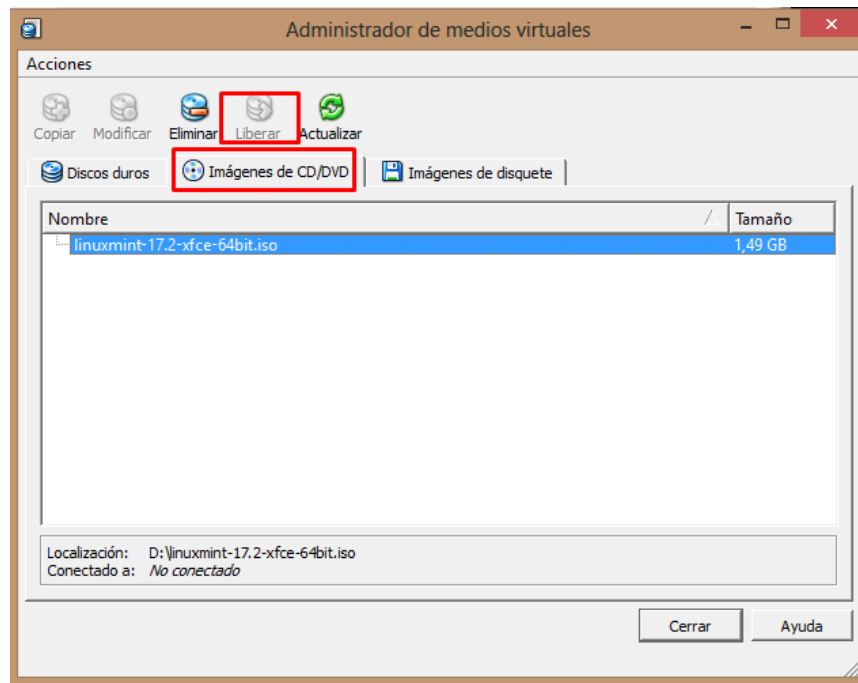 Administrador de medios virtuales
Acciones
Copiar Modificar Eliminar Liberar Actualizar
Discos duros Imágenes de CD/DVD Imágenes de disquete
Nombre Tamaño
linuxmint-17.2-xfce-64bit.iso 1,49 GB
Localización: D:\linuxmint-17.2-xfce-64bit.iso
Conectado a: No conectado
Cerrar Ayuda